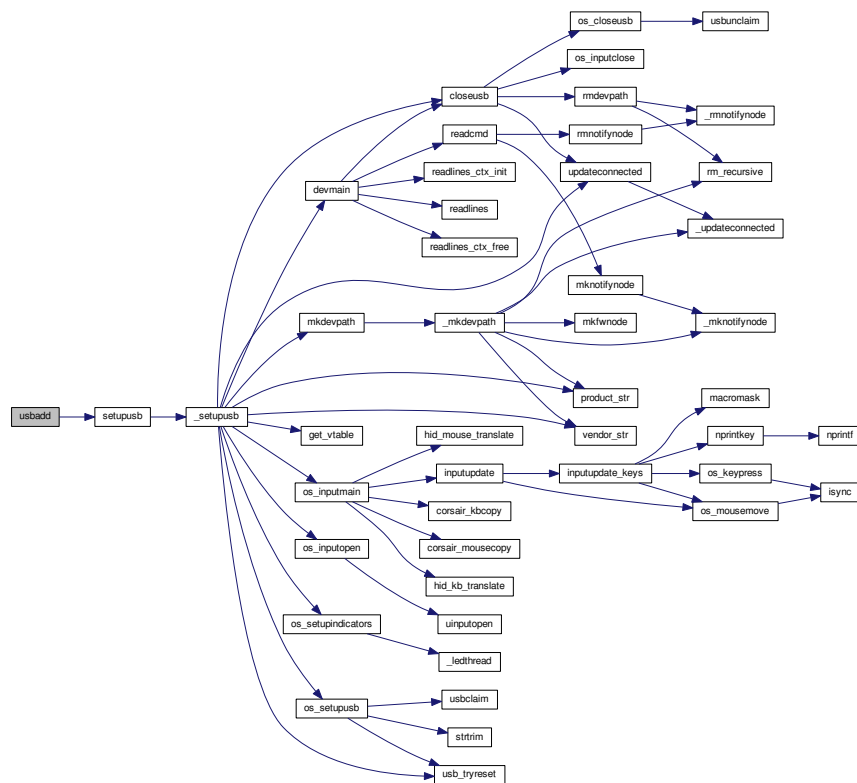 os_closeusb
usbunclaim
os_inputclose
closeusb
rmdevpath
_rmnotifynode
readcmd
rmnotifynode
readlines_ctx_init
updateconnected
rm_recursive
devmain
readlines
_updateconnected
readlines_ctx_free
mknotifynode
mkdevpath
_mkdevpath
mkfwnode
_mknotifynode
product_str
macromask
usbadd
setupusb
_setupusb
get_vtable
hid_mouse_translate
vendor_str
nprintkey
nprintf
inputupdate
inputupdate_keys
os_keypress
os_inputmain
isync
corsair_kbcopy
os_mousemove
os_inputopen
corsair_mousecopy
hid_kb_translate
os_setupindicators
uinputopen
_ledthread
usbclaim
os_setupusb
strtrim
usb_tryreset